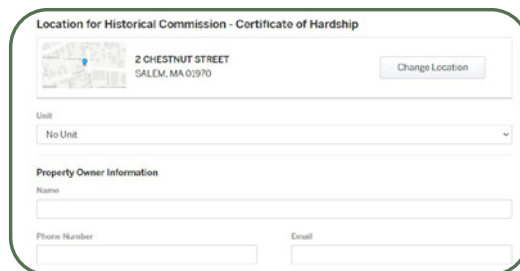 Location for Historical Commission - Certificate of Hardship
2 CHESTNUT STREET
SALEM, MA 01970
Change Location
Unit
No Unit
Property Owner Information
Name
Phone Number
Email